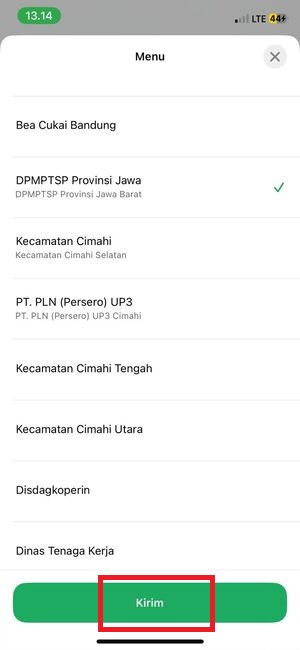 13.14
LTE 44
Menu
Bea Cukai Bandung
DPMPTSP Provinsi Jawa
DPMPTSP Provinsi Jawa Barat
Kecamatan Cimahi
Kecamatan Cimahi Selatan
PT. PLN (Persero) UP3
PT. PLN (Persero) UP3 Cimahi
Kecamatan Cimahi Tengah
Kecamatan Cimahi Utara
Disdagkoperin
Dinas Tenaga Kerja
Kirim